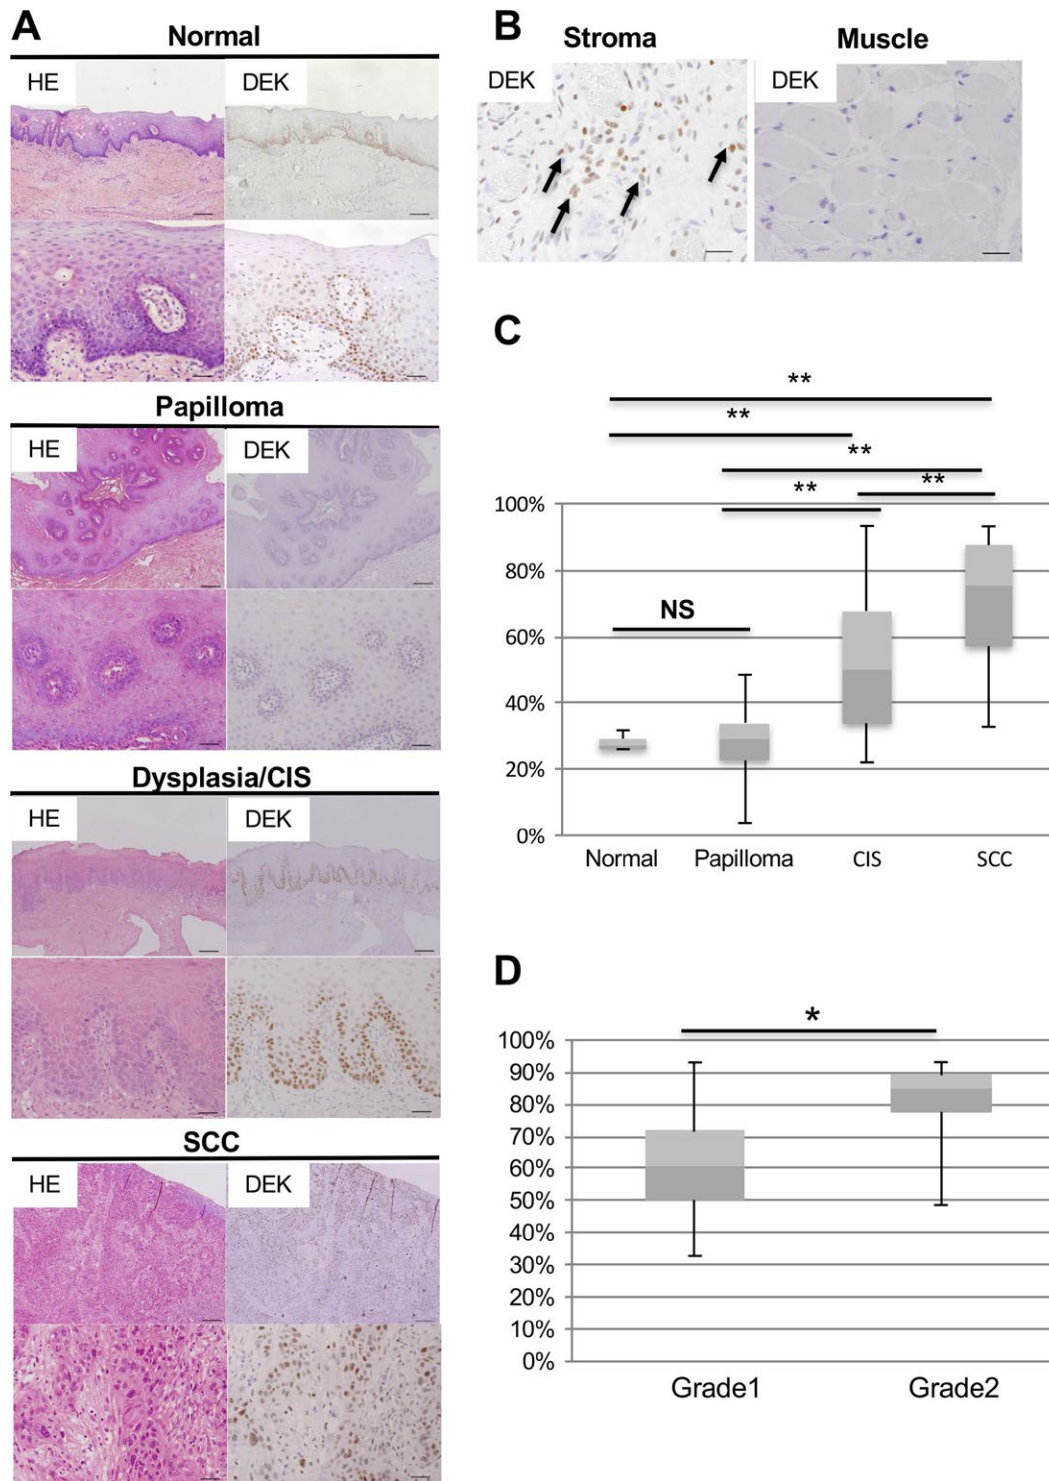 A
Normal
HE
DEK
Papilloma
HE
DEK
Dysplasia/CIS
HE
DEK
SCC
HE
DEK
B
Stroma
Muscle
DEK
DEK
C
**
**
**
**
**
NS
100%
80%
60%
40%
20%
0%
Normal
Papilloma
CIS
SCC
D
*
100%
90%
80%
70%
60%
50%
40%
30%
20%
10%
0%
Grade1
Grade2